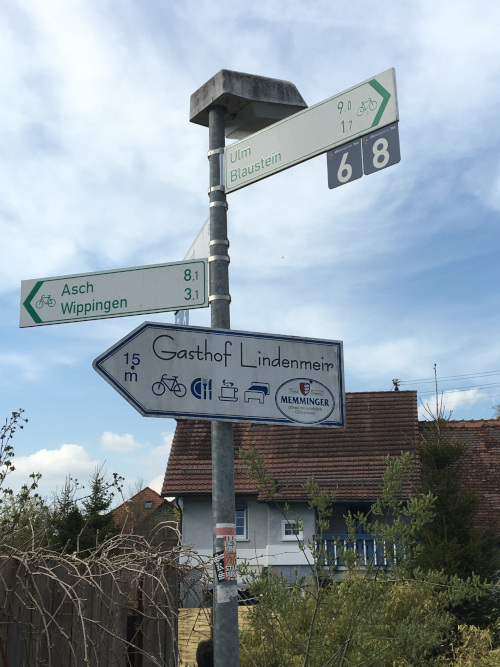 Ulm 9.0
Blaustein 1.7
6 8
Asch 8.1
Wippingen 3.1
15 m
Gasthof Lindenmeir
MEMMINGER